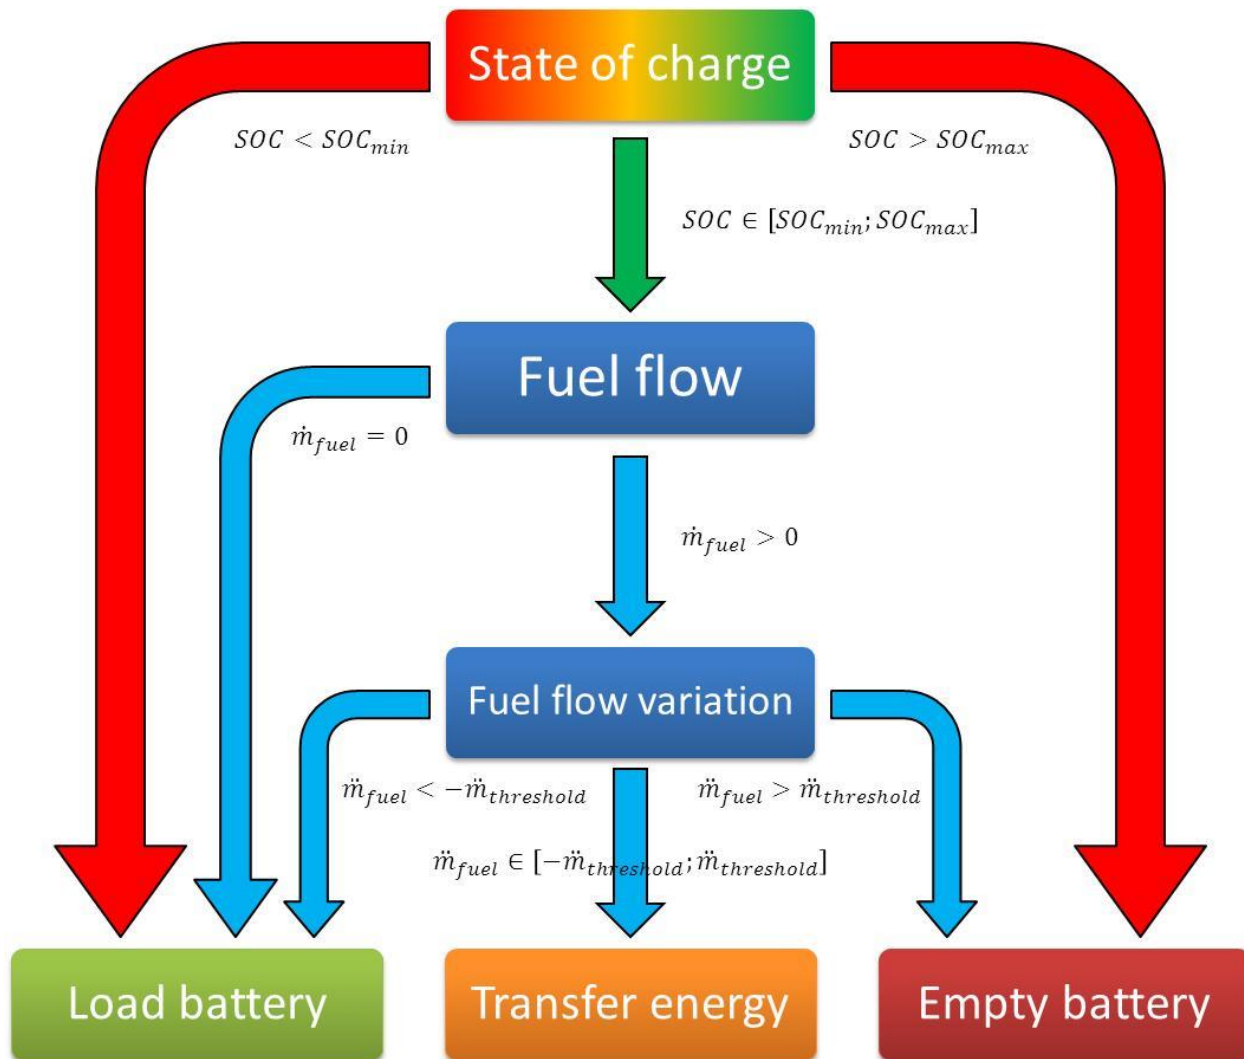 State of charge
SOC < SOC_min
SOC > SOC_max
SOC ∈ [SOC_min; SOC_max]
Fuel flow
ṁ_fuel = 0
ṁ_fuel > 0
Fuel flow variation
m̈_fuel < −m̈_threshold
m̈_fuel > m̈_threshold
m̈_fuel ∈ [−m̈_threshold; m̈_threshold]
Load battery
Transfer energy
Empty battery